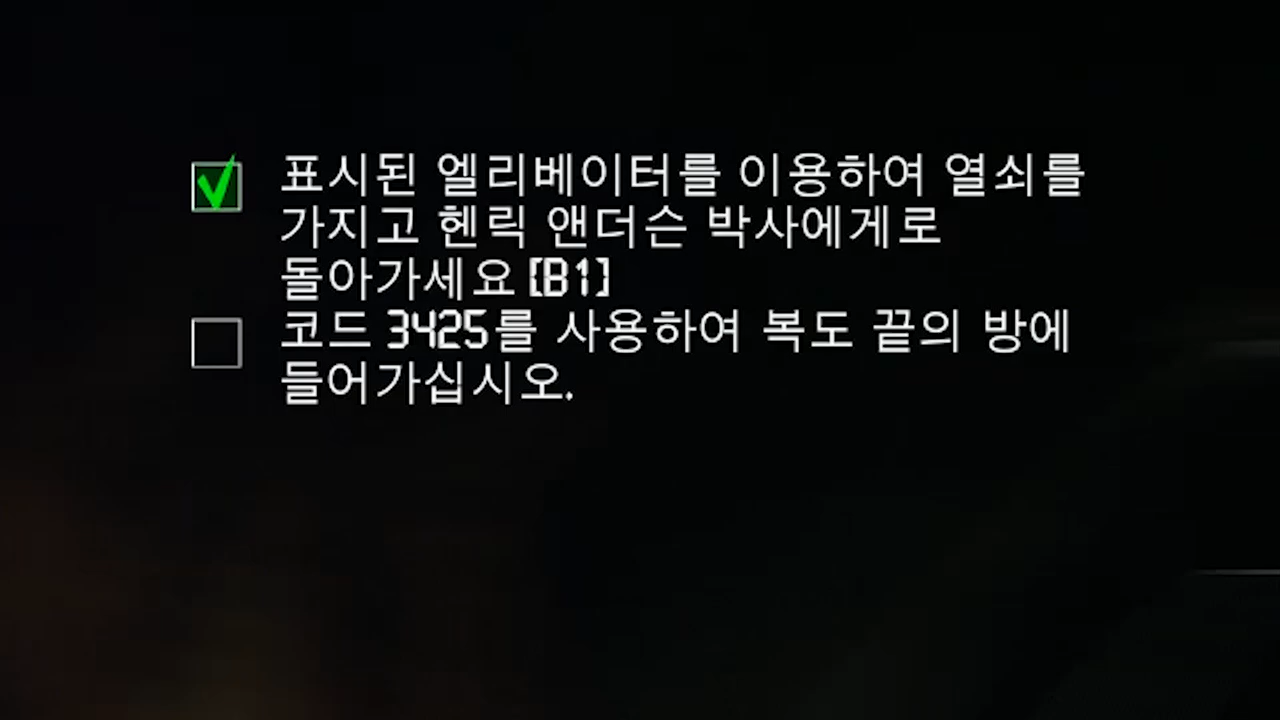 표시된 엘리베이터를 이용하여 열쇠를
가지고 헨릭 앤더슨 박사에게로
돌아가세요 [B1]
코드 3425를 사용하여 복도 끝의 방에
들어가십시오.